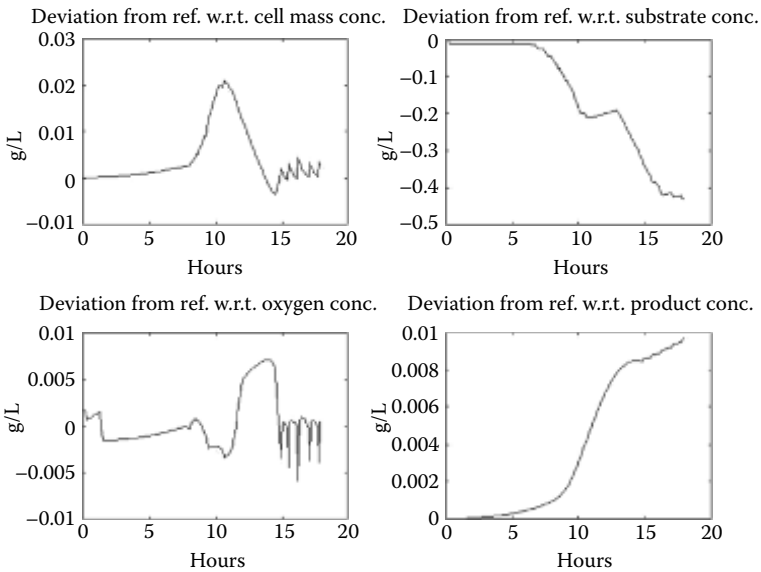 Deviation from ref. w.r.t. cell mass conc.
0.03
0.02
0.01
0
−0.01
g/L
0 5 10 15 20
Hours
Deviation from ref. w.r.t. substrate conc.
0
−0.1
−0.2
−0.3
−0.4
−0.5
g/L
0 5 10 15 20
Hours
Deviation from ref. w.r.t. oxygen conc.
0.01
0.005
0
−0.005
−0.01
g/L
0 5 10 15 20
Hours
Deviation from ref. w.r.t. product conc.
0.01
0.008
0.006
0.004
0.002
0
g/L
0 5 10 15 20
Hours